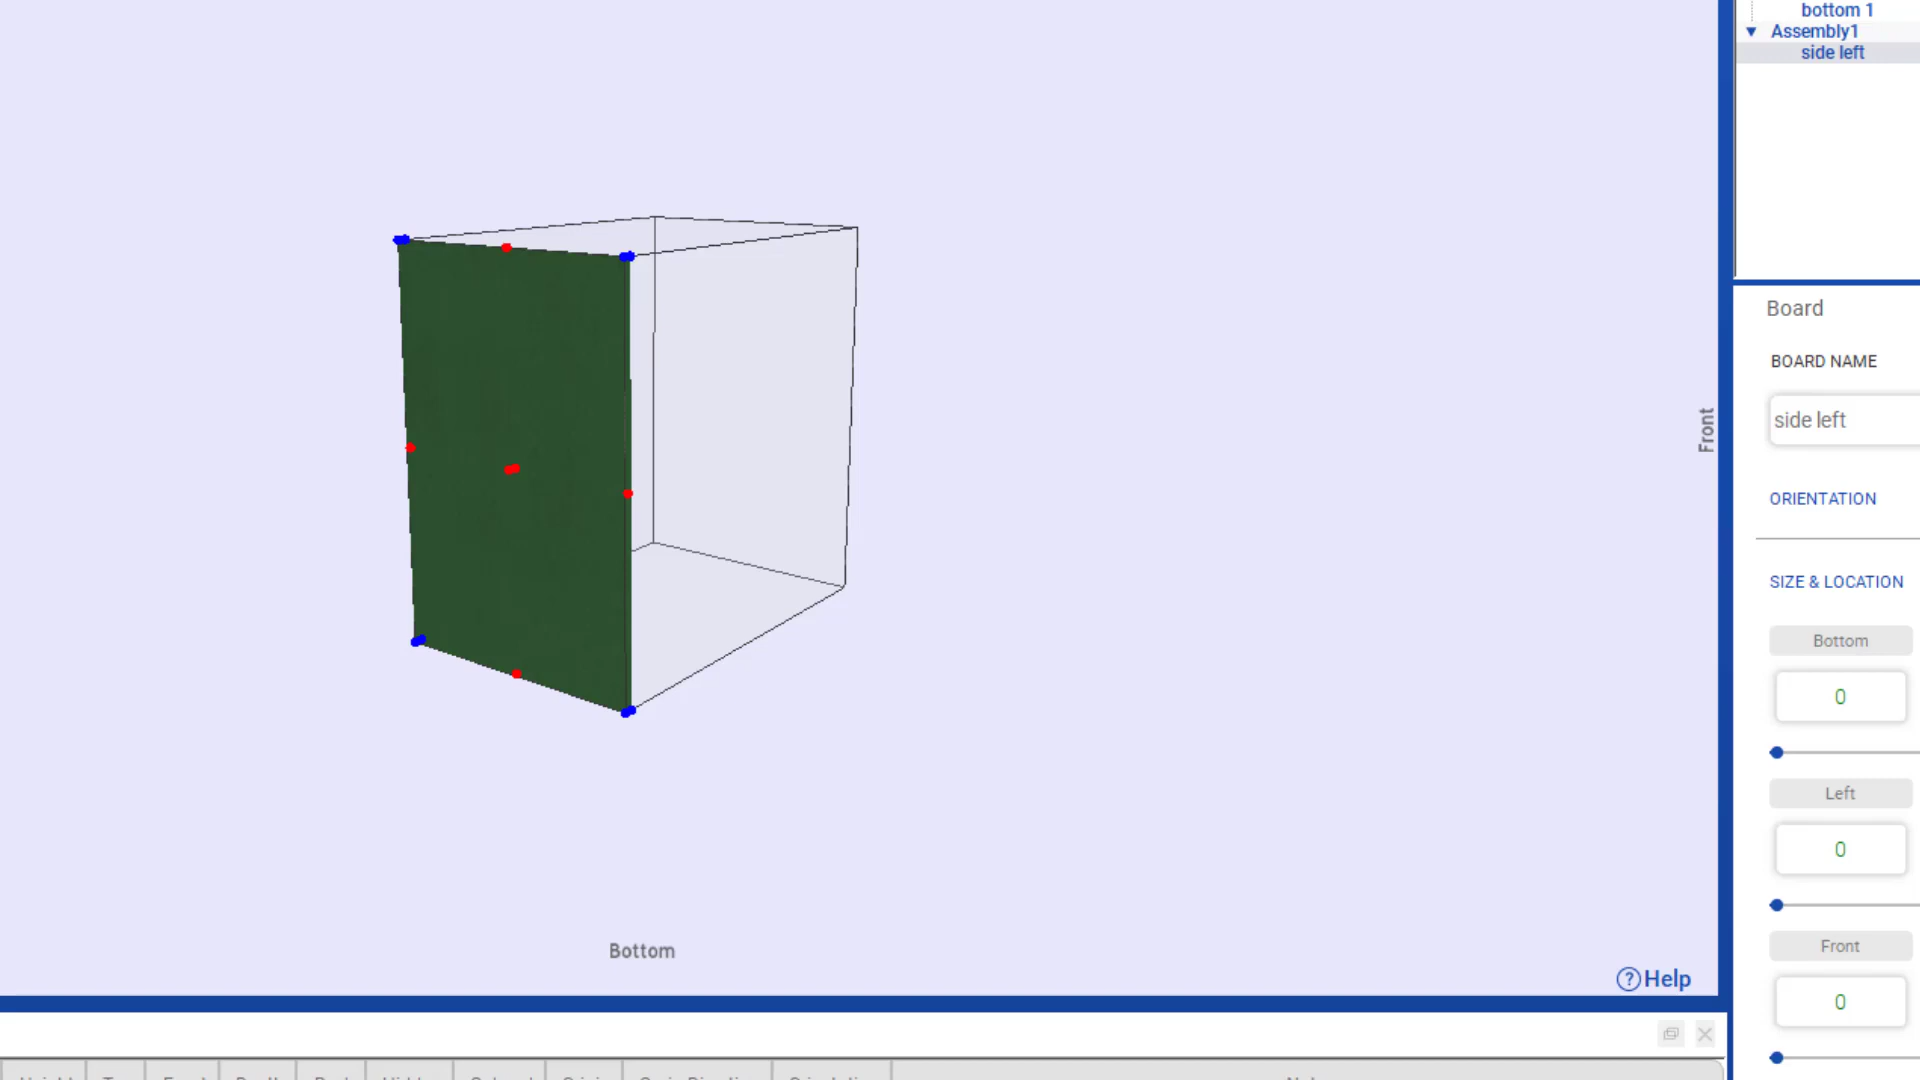 bottom 1
Assembly1
side left
Board
BOARD NAME
side left
Front
ORIENTATION
SIZE & LOCATION
Bottom
0
Left
0
Front
0
Bottom
?Help